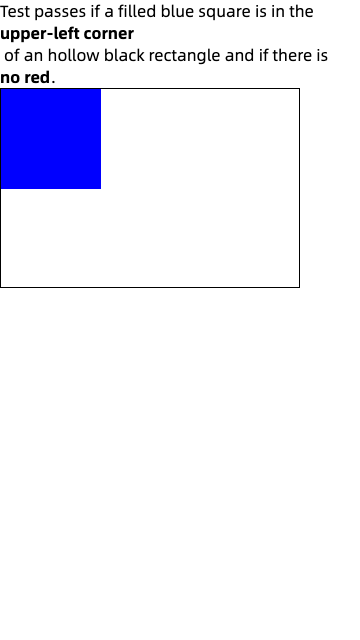 Test passes if a filled blue square is in the
upper-left corner
of an hollow black rectangle and if there is
no red.